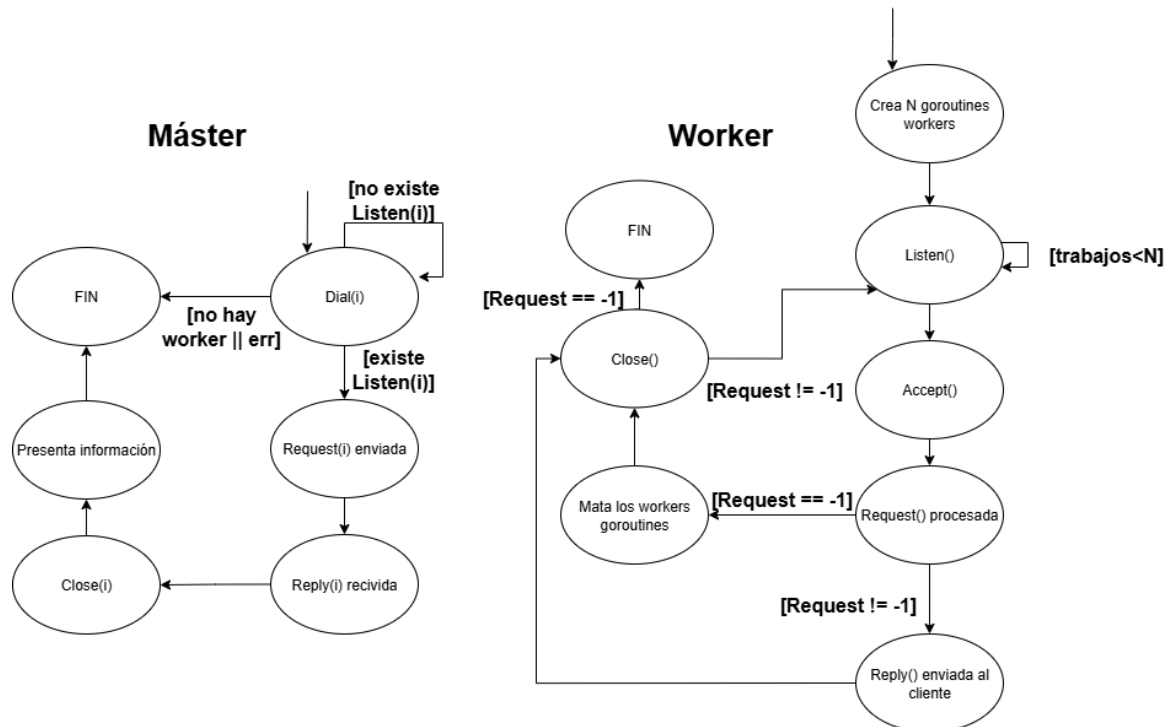 Máster
[no existe
Listen(i)]
FIN
Dial(i)
[no hay
worker || err]
[existe
Listen(i)]
Presenta información
Request(i) enviada
Close(i)
Reply(i) recivida
Worker
Crea N goroutines
workers
FIN
Listen()
[trabajos<N]
[Request == -1]
Close()
[Request != -1]
Accept()
Mata los workers
goroutines
[Request == -1]
Request() procesada
[Request != -1]
Reply() enviada al
cliente